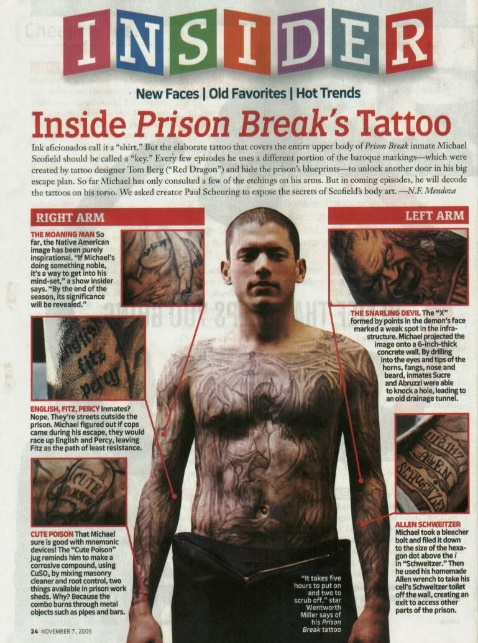 INSIDER
New Faces | Old Favorites | Hot Trends
Inside Prison Break's Tattoo
Ink aficionados call it a "shirt." But the elaborate tattoo that covers the entire upper body of Prison Break inmate Michael
Scofield should be called a "key." Every few episodes he uses a different portion of the baroque markings—which were
created by tattoo designer Tom Berg ("Red Dragon") and hide the prison's blueprints—to unlock another door in his big
escape plan. So far Michael has only consulted a few of the etchings on his arms. But in coming episodes, he will decode
the tattoos on his torso. We asked creator Paul Scheuring to expose the secrets of Scofield's body art. —N.F. Mendoza
RIGHT ARM
THE MOANING MAN So
far, the Native American
image has been purely
inspirational. "If Michael's
doing something noble,
it's a way to get into his
mind-set," a show insider
says. "By the end of the
season, its significance
will be revealed."
english
fitz
percy
ENGLISH, FITZ, PERCY Inmates?
Nope. They're streets outside the
prison. Michael figured out if cops
came during his escape, they would
race up English and Percy, leaving
Fitz as the path of least resistance.
CUTE
POISON
CUTE POISON That Michael
sure is good with mnemonic
devices! The "Cute Poison"
jug reminds him to make a
corrosive compound, using
CuSO4 by mixing masonry
cleaner and root control, two
things available in prison work
sheds. Why? Because the
combo burns through metal
objects such as pipes and bars.
LEFT ARM
THE SNARLING DEVIL The "X"
formed by points in the demon's face
marked a weak spot in the infra-
structure. Michael projected the
image onto a 6-inch-thick
concrete wall. By drilling
into the eyes and tips of the
horns, fangs, nose and
beard, inmates Sucre
and Abruzzi were able
to knock a hole, leading to
an old drainage tunnel.
ALLEN
SCHWEITZER
ALLEN SCHWEITZER
Michael took a bleacher
bolt and filed it down
to the size of the hexa-
gon dot above the i
in "Schweitzer." Then
he used his homemade
Allen wrench to take his
cell's Schweitzer toilet
off the wall, creating an
exit to access other
parts of the prison.
"It takes five
hours to put on
and two to
scrub off," star
Wentworth
Miller says of
his Prison
Break tattoo
24 NOVEMBER 7, 2005